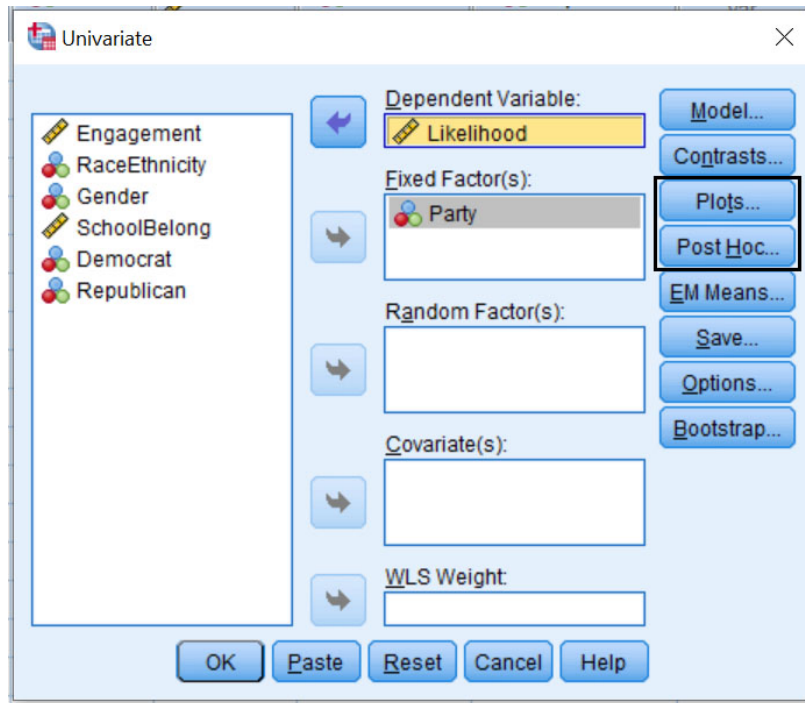 Univariate
Engagement
RaceEthnicity
Gender
SchoolBelong
Democrat
Republican
Dependent Variable:
Likelihood
Fixed Factor(s):
Party
Random Factor(s):
Covariate(s):
WLS Weight:
Model...
Contrasts...
Plots...
Post Hoc...
EM Means...
Save...
Options...
Bootstrap...
OK Paste Reset Cancel Help